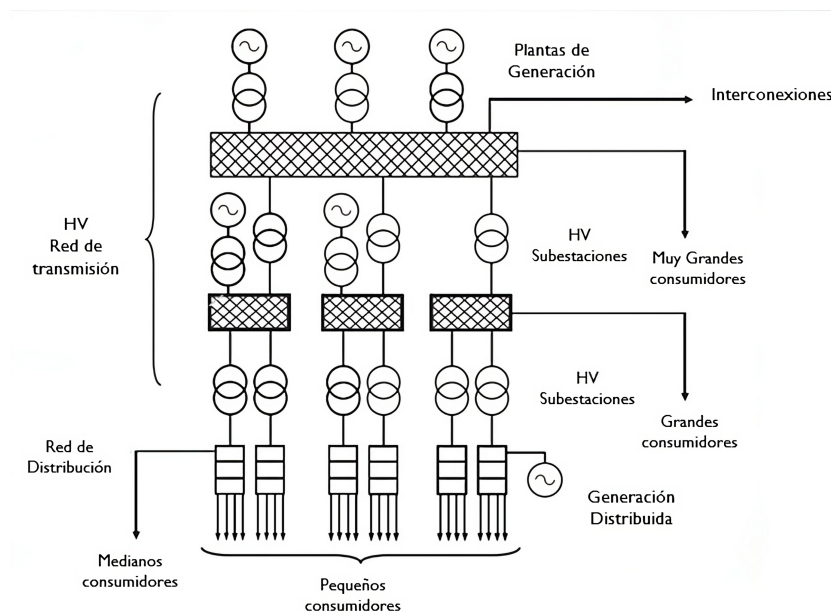 Plantas de
Generación
Interconexiones
HV
Red de
transmisión
HV
Subestaciones
Muy Grandes
consumidores
HV
Subestaciones
Grandes
consumidores
Red de
Distribución
Generación
Distribuida
Medianos
consumidores
Pequeños
consumidores